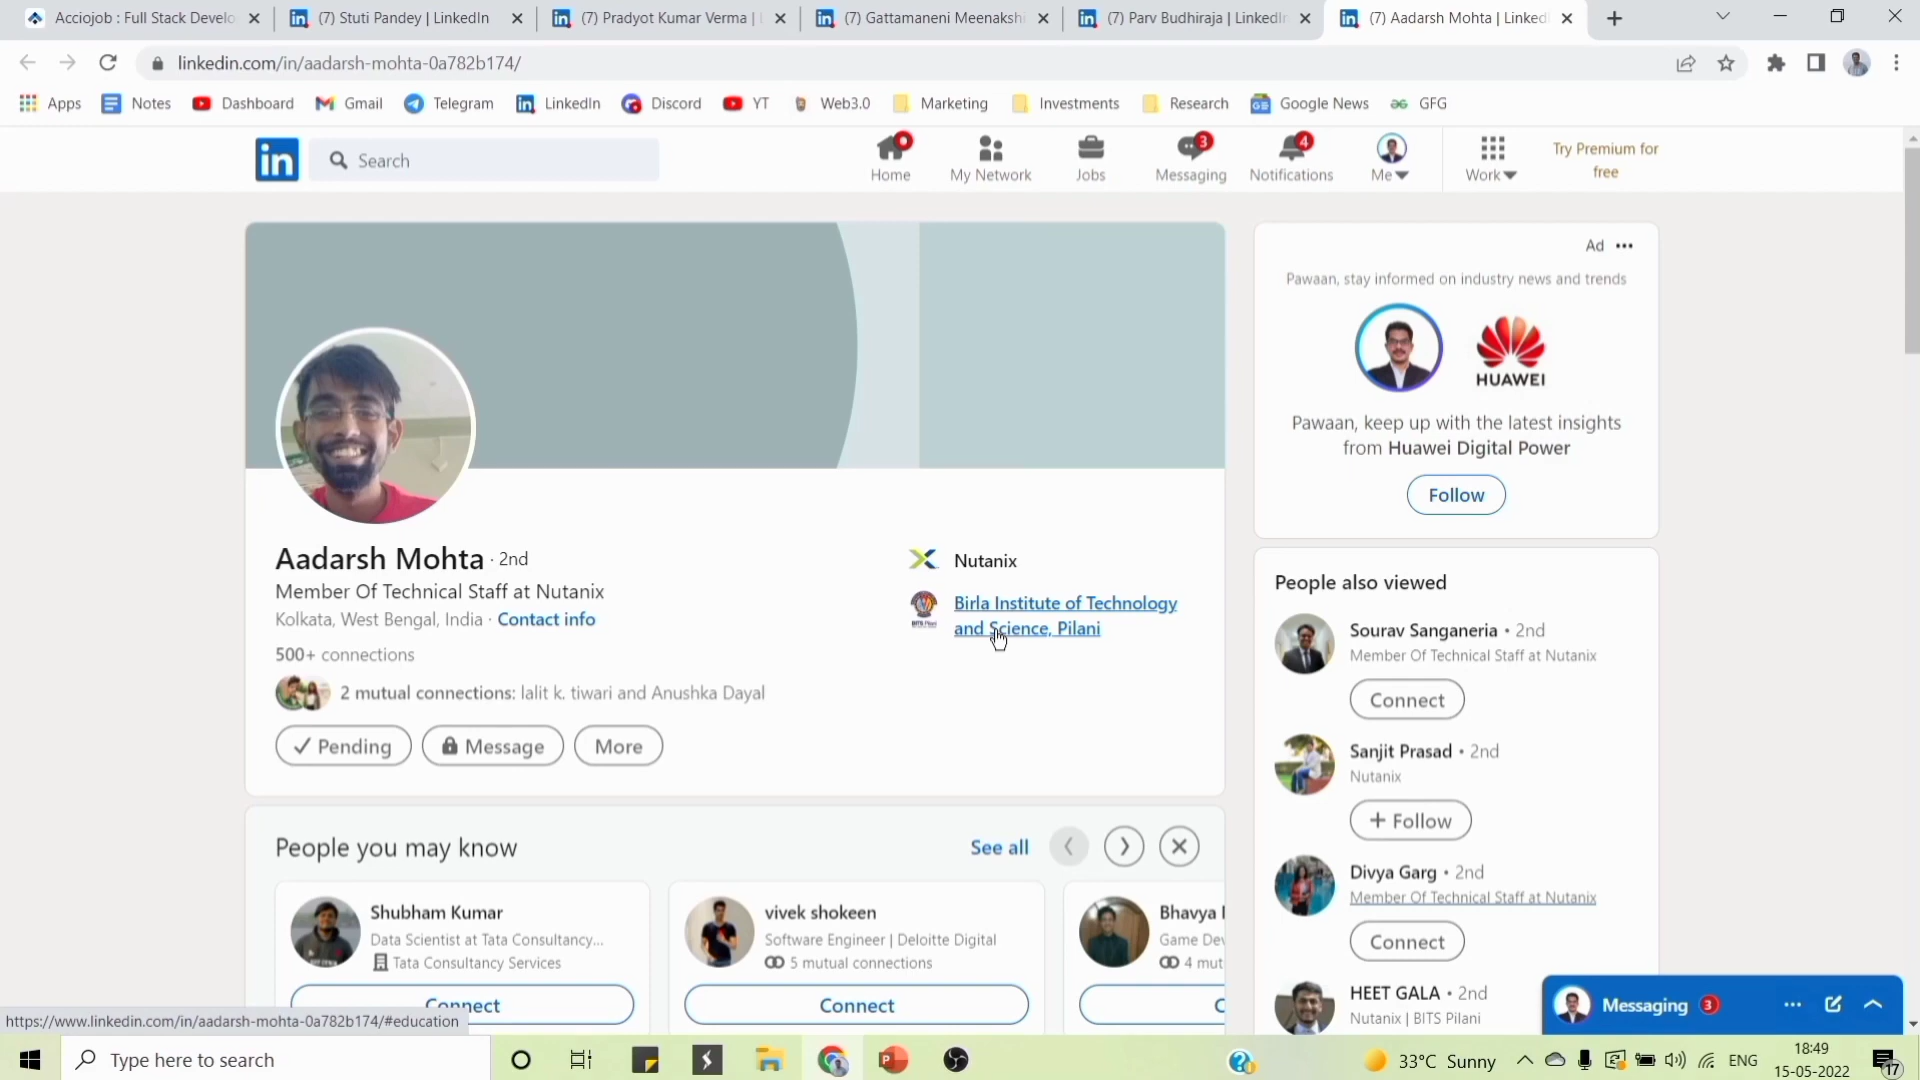 Acciojob : Full Stack Develo
(7) Stuti Pandey | LinkedIn
(7) Pradyot Kumar Verma |
(7) Gattamaneni Meenakshi
(7) Parv Budhiraja | LinkedIn
(7) Aadarsh Mohta | LinkedI
linkedin.com/in/aadarsh-mohta-0a782b174/
Apps Notes Dashboard Gmail Telegram LinkedIn Discord YT Web3.0 Marketing Investments Research Google News GFG
in Search
Home My Network Jobs Messaging 3 Notifications 4 Me Work
Try Premium for
free
Ad
Pawaan, stay informed on industry news and trends
HUAWEI
Pawaan, keep up with the latest insights
from Huawei Digital Power
Follow
Aadarsh Mohta · 2nd
Member Of Technical Staff at Nutanix
Kolkata, West Bengal, India · Contact info
500+ connections
2 mutual connections: lalit k. tiwari and Anushka Dayal
Pending Message More
Nutanix
BITS Pilani
Birla Institute of Technology
and Science, Pilani
People also viewed
Sourav Sanganeria • 2nd
Member Of Technical Staff at Nutanix
Connect
Sanjit Prasad • 2nd
Nutanix
+ Follow
Divya Garg • 2nd
Member Of Technical Staff at Nutanix
Connect
HEET GALA • 2nd
Nutanix | BITS Pilani
People you may know
See all
Shubham Kumar
Data Scientist at Tata Consultancy...
Tata Consultancy Services
Connect
vivek shokeen
Software Engineer | Deloitte Digital
5 mutual connections
Connect
Bhavya
Game Dev
4 mut
C
Messaging 3
https://www.linkedin.com/in/aadarsh-mohta-0a782b174/#education
Type here to search
33°C Sunny
ENG
18:49
15-05-2022
17